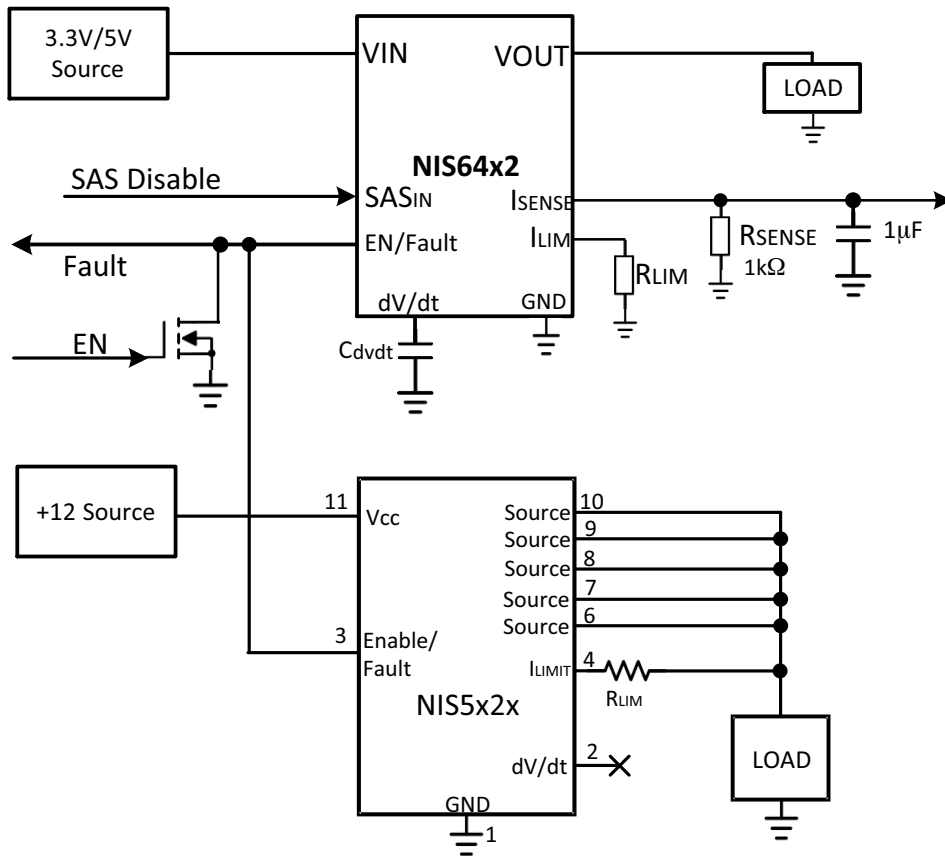 3.3V/5V
Source
VIN
VOUT
LOAD
NIS64x2
SAS Disable
SASIN
ISENSE
EN/Fault
ILIM
Fault
RLIM
RSENSE
1kΩ
1µF
dV/dt
GND
EN
Cdvdt
+12 Source
11
Vcc
Source
10
Source
9
Source
8
Source
7
Source
6
3
Enable/
Fault
ILIMIT
4
RLIM
NIS5x2x
dV/dt
2
LOAD
GND
1